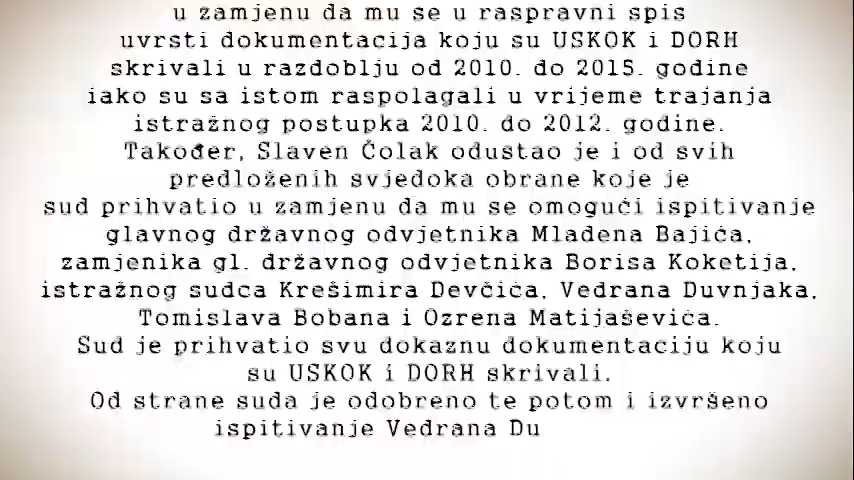 u zamjenu da mu se u raspravni spis
uvrsti dokumentacija koju su USKOK i DORH
skrivali u razdoblju od 2010. do 2015. godine
iako su sa istom raspolagali u vrijeme trajanja
istražnog postupka 2010. do 2012. godine.
Također, Slaven Čolak odustao je i od svih
predloženih svjedoka obrane koje je
sud prihvatio u zamjenu da mu se omogući ispitivanje
glavnog državnog odvjetnika Mladena Bajića,
zamjenika gl. državnog odvjetnika Borisa Koketija,
istražnog sudca Krešimira Devčića, Vedrana Duvnjaka,
Tomislava Bobana i Ozrena Matijaševića.
Sud je prihvatio svu dokaznu dokumentaciju koju
su USKOK i DORH skrivali.
Od strane suda je odobreno te potom i izvršeno
ispitivanje Vedrana Du